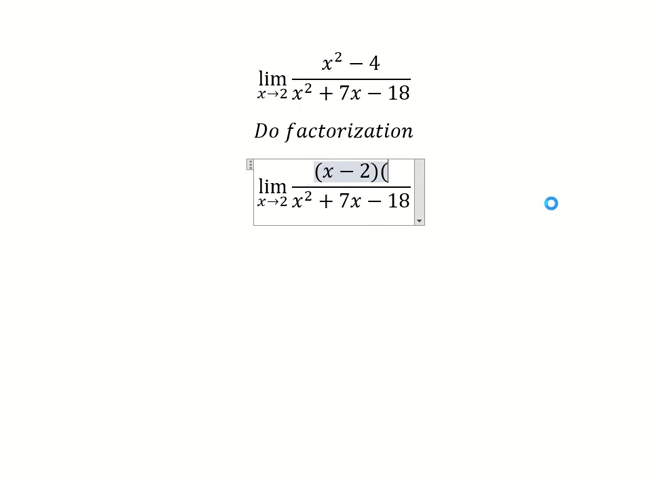 lim x→2 (x² − 4)/(x² + 7x − 18)
Do factorization
lim x→2 (x − 2)(/(x² + 7x − 18)